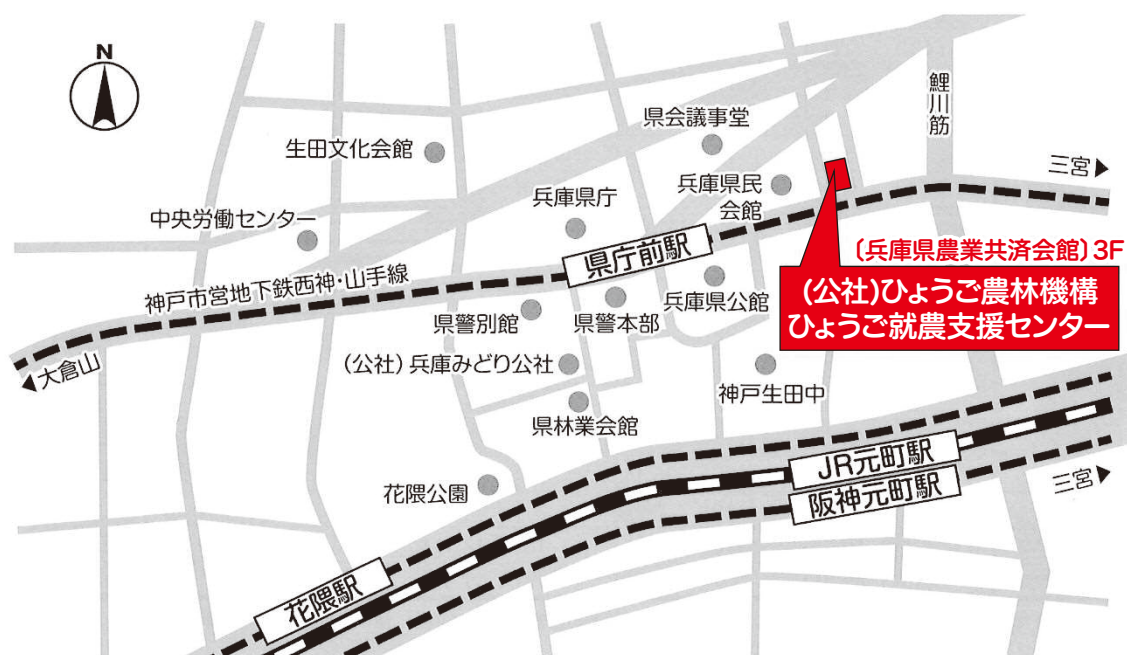 N
鯉川筋
県会議事堂
生田文化会館
三宮▶
兵庫県民
会館
兵庫県庁
中央労働センター
県庁前駅
〔兵庫県農業共済会館〕3F
(公社)ひょうご農林機構
ひょうご就農支援センター
神戸市営地下鉄西神・山手線
兵庫県公館
県警別館
県警本部
◀大倉山
(公社)兵庫みどり公社
神戸生田中
県林業会館
JR元町駅
三宮▶
花隈公園
阪神元町駅
花隈駅